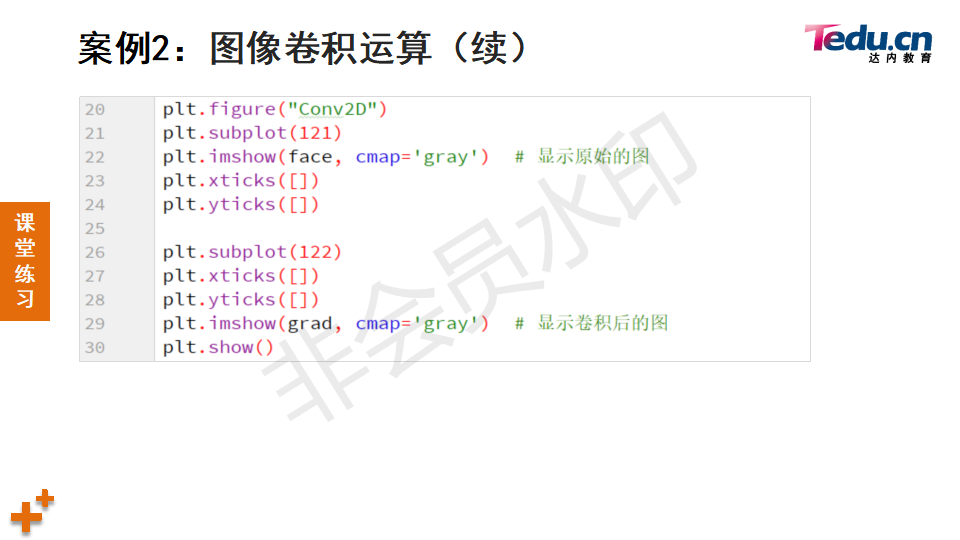 案例2：图像卷积运算（续）
Tedu.cn
达内教育
课堂练习
20 plt.figure("Conv2D")
21 plt.subplot(121)
22 plt.imshow(face, cmap='gray') # 显示原始的图
23 plt.xticks([])
24 plt.yticks([])
25
26 plt.subplot(122)
27 plt.xticks([])
28 plt.yticks([])
29 plt.imshow(grad, cmap='gray') # 显示卷积后的图
30 plt.show()
非会员水印